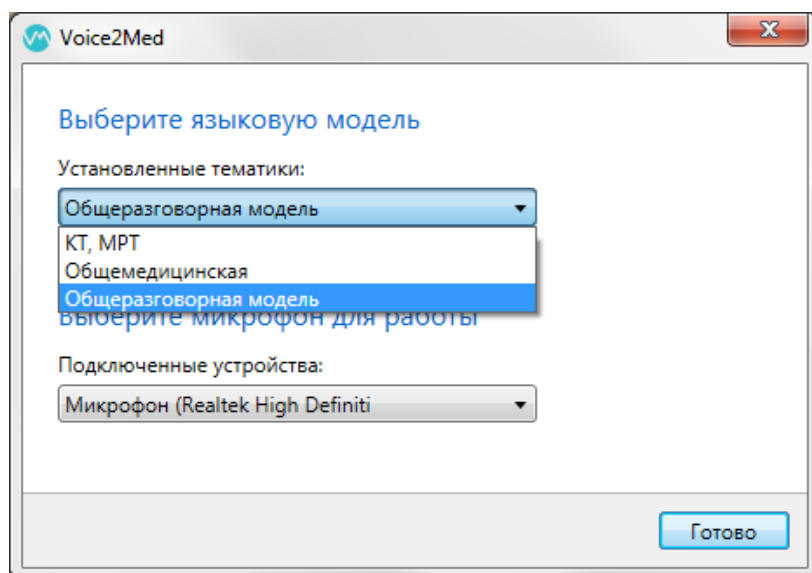 Voice2Med
Выберите языковую модель
Установленные тематики:
Общеразговорная модель
КТ, МРТ
Общемедицинская
Общеразговорная модель
Выберите микрофон для работы
Подключенные устройства:
Микрофон (Realtek High Definiti
Готово